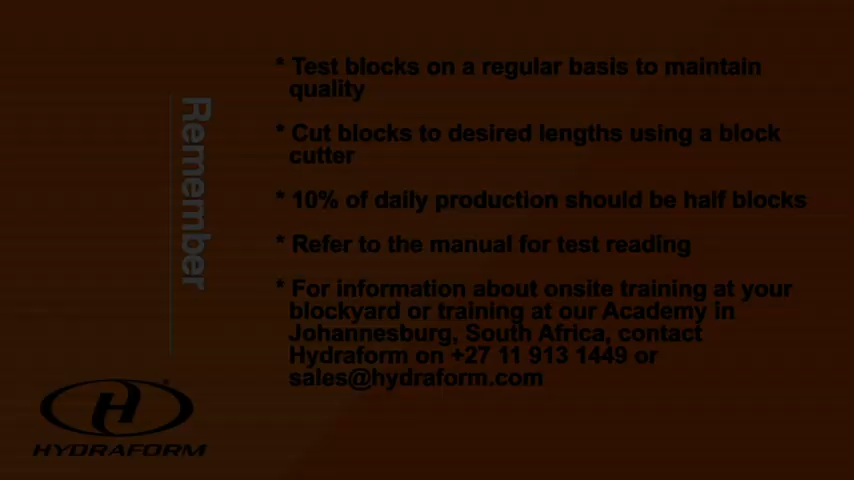 Remember
* Test blocks on a regular basis to maintain
quality
* Cut blocks to desired lengths using a block
cutter
* 10% of daily production should be half blocks
* Refer to the manual for test reading
* For information about onsite training at your
blockyard or training at our Academy in
Johannesburg, South Africa, contact
Hydraform on +27 11 913 1449 or
sales@hydraform.com
H
HYDRAFORM